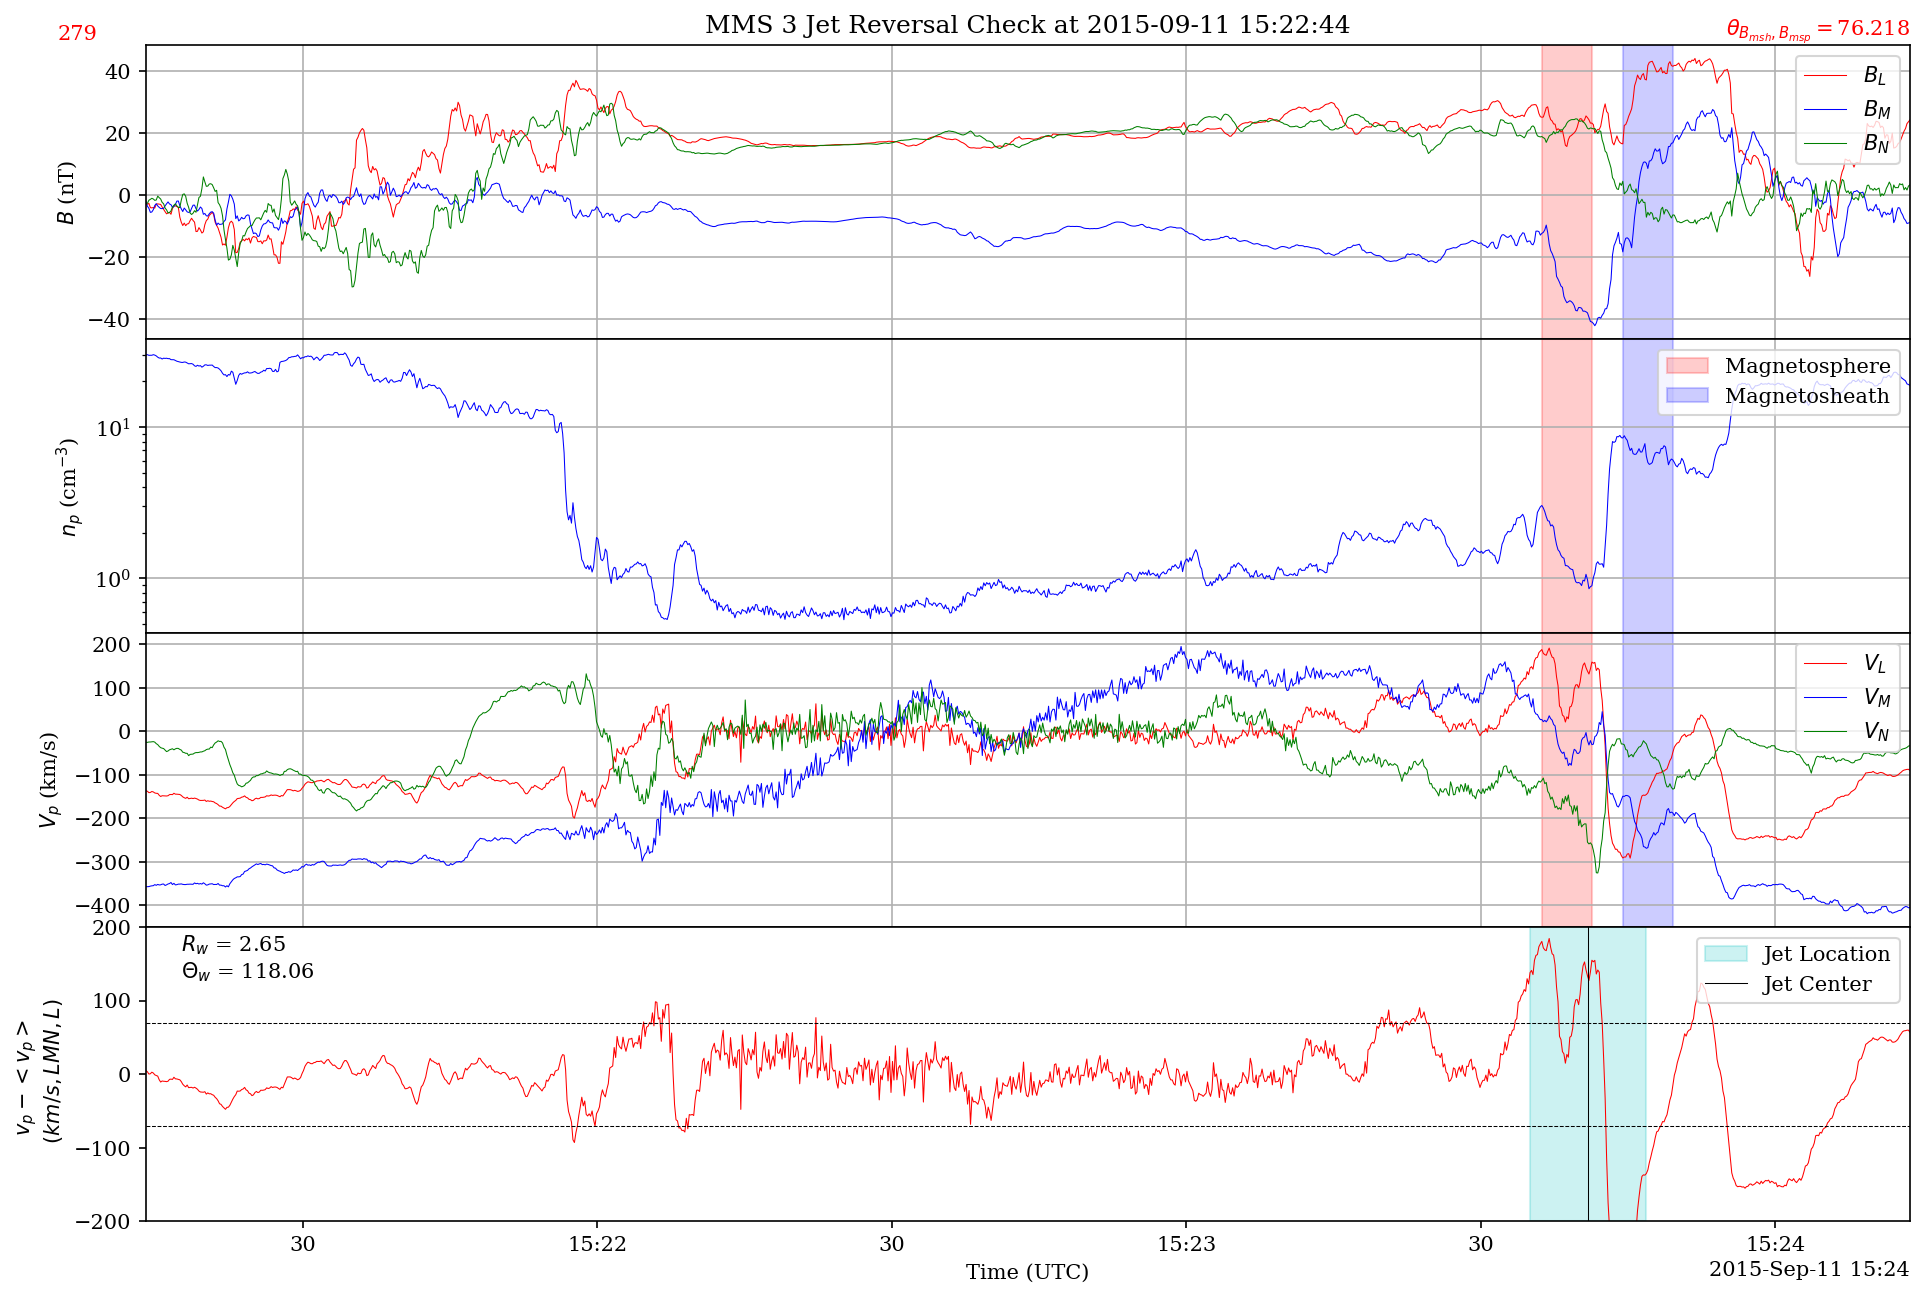 MMS 3 Jet Reversal Check at 2015-09-11 15:22:44
279
θ_{B_{msh}, B_{msp}} = 76.218
40
20
0
−20
−40
B (nT)
B_L
B_M
B_N
10^1
10^0
n_p (cm^{−3})
Magnetosphere
Magnetosheath
200
100
0
−100
−200
−300
−400
V_p (km/s)
V_L
V_M
V_N
200
100
0
−100
−200
v_p − < v_p >
(km/s, LMN, L)
R_w = 2.65
Θ_w = 118.06
Jet Location
Jet Center
30 15:22 30 15:23 30 15:24
Time (UTC)
2015-Sep-11 15:24